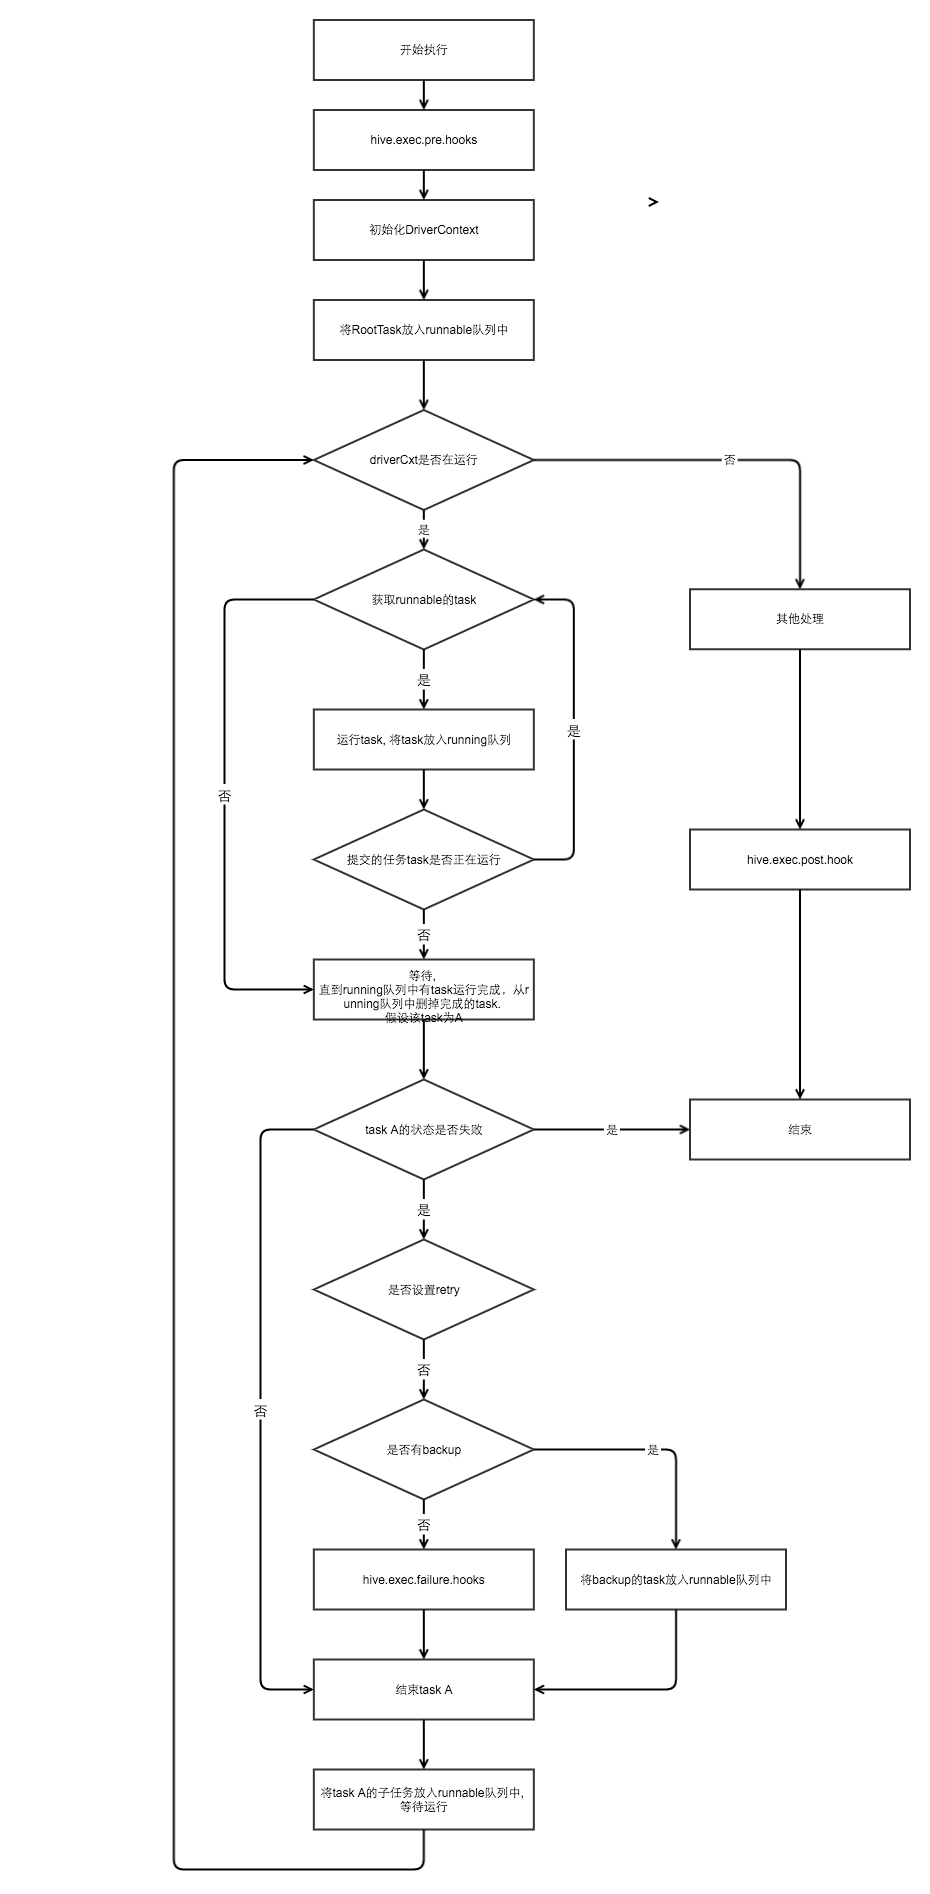 开始执行
hive.exec.pre.hooks
初始化DriverContext
将RootTask放入runnable队列中
driverCxt是否在运行
否
是
获取runnable的task
其他处理
是
是
运行task, 将task放入running队列
否
提交的任务task是否正在运行
hive.exec.post.hook
否
等待,
直到running队列中有task运行完成，从r
unning队列中删掉完成的task.
假设该task为A
task A的状态是否失败
是
结束
是
是否设置retry
否
否
是否有backup
是
否
hive.exec.failure.hooks
将backup的task放入runnable队列中
结束task A
将task A的子任务放入runnable队列中,
等待运行